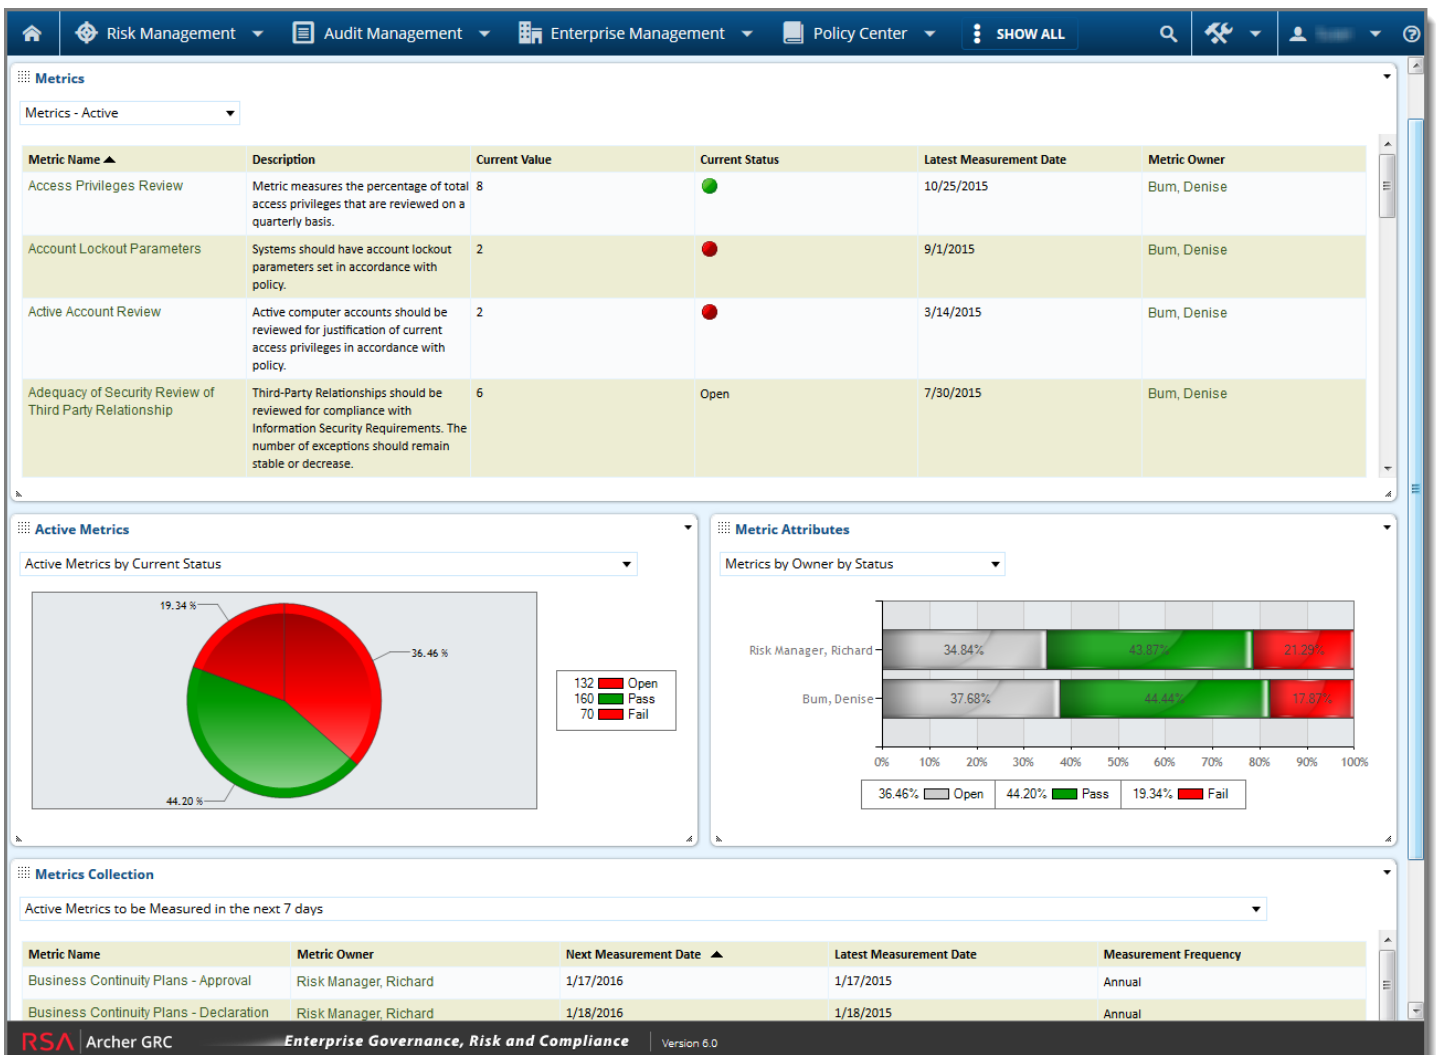 Risk Management
Audit Management
Enterprise Management
Policy Center
SHOW ALL
Metrics
Metrics - Active
Metric Name
Description
Current Value
Current Status
Latest Measurement Date
Metric Owner
Access Privileges Review
Metric measures the percentage of total
access privileges that are reviewed on a
quarterly basis.
8
10/25/2015
Bum, Denise
Account Lockout Parameters
Systems should have account lockout
parameters set in accordance with
policy.
2
9/1/2015
Bum, Denise
Active Account Review
Active computer accounts should be
reviewed for justification of current
access privileges in accordance with
policy.
2
3/14/2015
Bum, Denise
Adequacy of Security Review of
Third Party Relationship
Third-Party Relationships should be
reviewed for compliance with
Information Security Requirements. The
number of exceptions should remain
stable or decrease.
6
Open
7/30/2015
Bum, Denise
Active Metrics
Active Metrics by Current Status
19.34 %
36.46 %
44.20 %
132 Open
160 Pass
70 Fail
Metric Attributes
Metrics by Owner by Status
Risk Manager, Richard
34.84%
43.87%
21.29%
Bum, Denise
37.68%
44.44%
17.87%
0% 10% 20% 30% 40% 50% 60% 70% 80% 90% 100%
36.46% Open 44.20% Pass 19.34% Fail
Metrics Collection
Active Metrics to be Measured in the next 7 days
Metric Name
Metric Owner
Next Measurement Date
Latest Measurement Date
Measurement Frequency
Business Continuity Plans - Approval
Risk Manager, Richard
1/17/2016
1/17/2015
Annual
Business Continuity Plans - Declaration
Risk Manager, Richard
1/18/2016
1/18/2015
Annual
RSA Archer GRC
Enterprise Governance, Risk and Compliance
Version 6.0